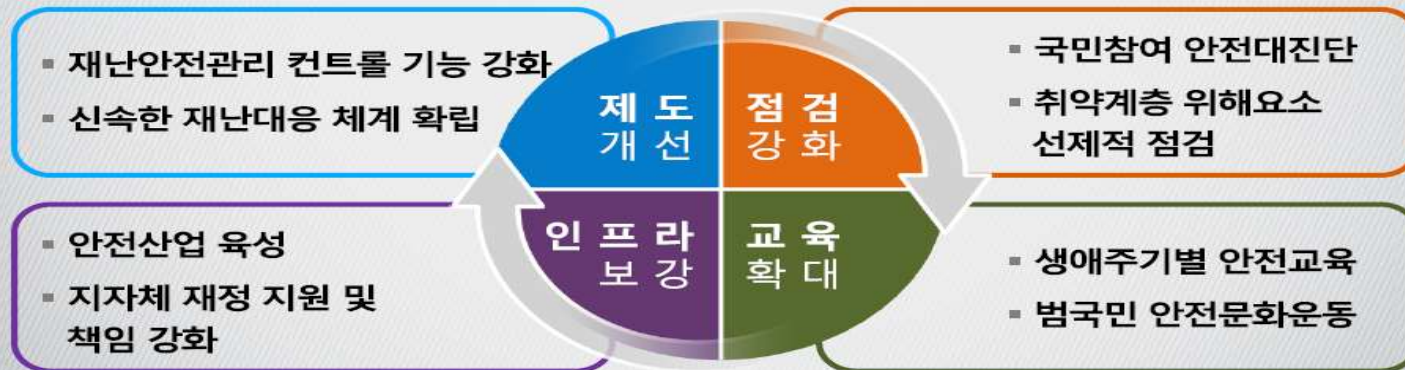 ▪ 재난안전관리 컨트롤 기능 강화
▪ 신속한 재난대응 체계 확립
제 도
개 선
점 검
강 화
▪ 국민참여 안전대진단
▪ 취약계층 위해요소
선제적 점검
▪ 안전산업 육성
▪ 지자체 재정 지원 및
책임 강화
인 프 라
보 강
교 육
확 대
▪ 생애주기별 안전교육
▪ 범국민 안전문화운동